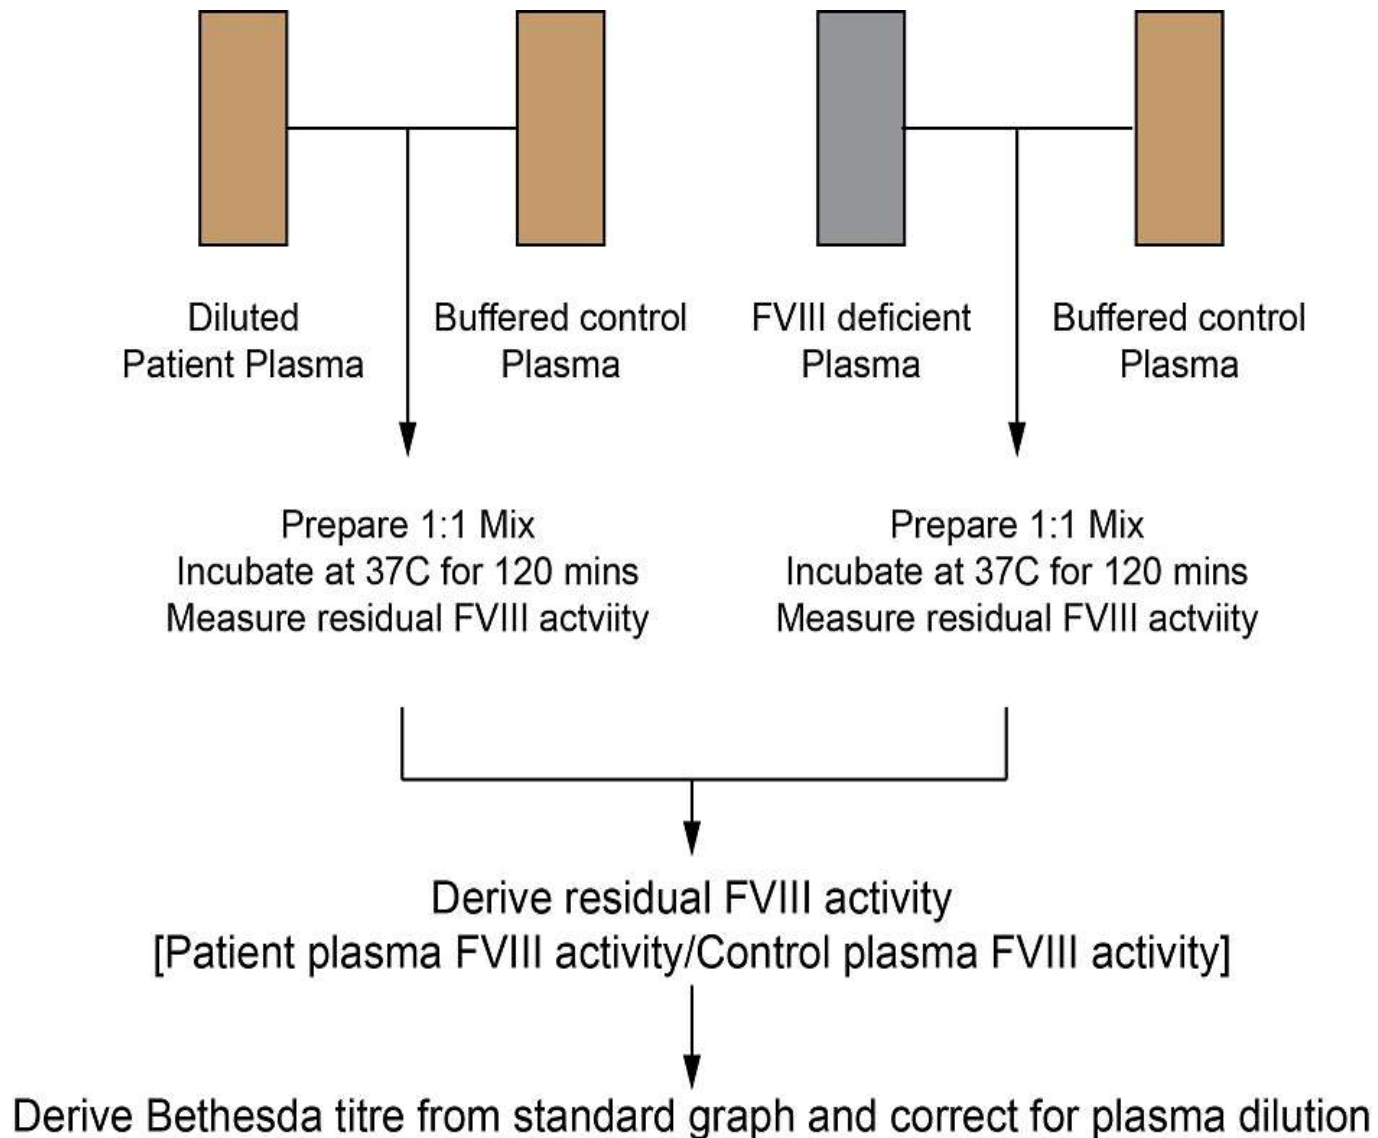 Diluted
Patient Plasma
Buffered control
Plasma
FVIII deficient
Plasma
Buffered control
Plasma
Prepare 1:1 Mix
Incubate at 37C for 120 mins
Measure residual FVIII actviity
Prepare 1:1 Mix
Incubate at 37C for 120 mins
Measure residual FVIII actviity
Derive residual FVIII activity
[Patient plasma FVIII activity/Control plasma FVIII activity]
Derive Bethesda titre from standard graph and correct for plasma dilution